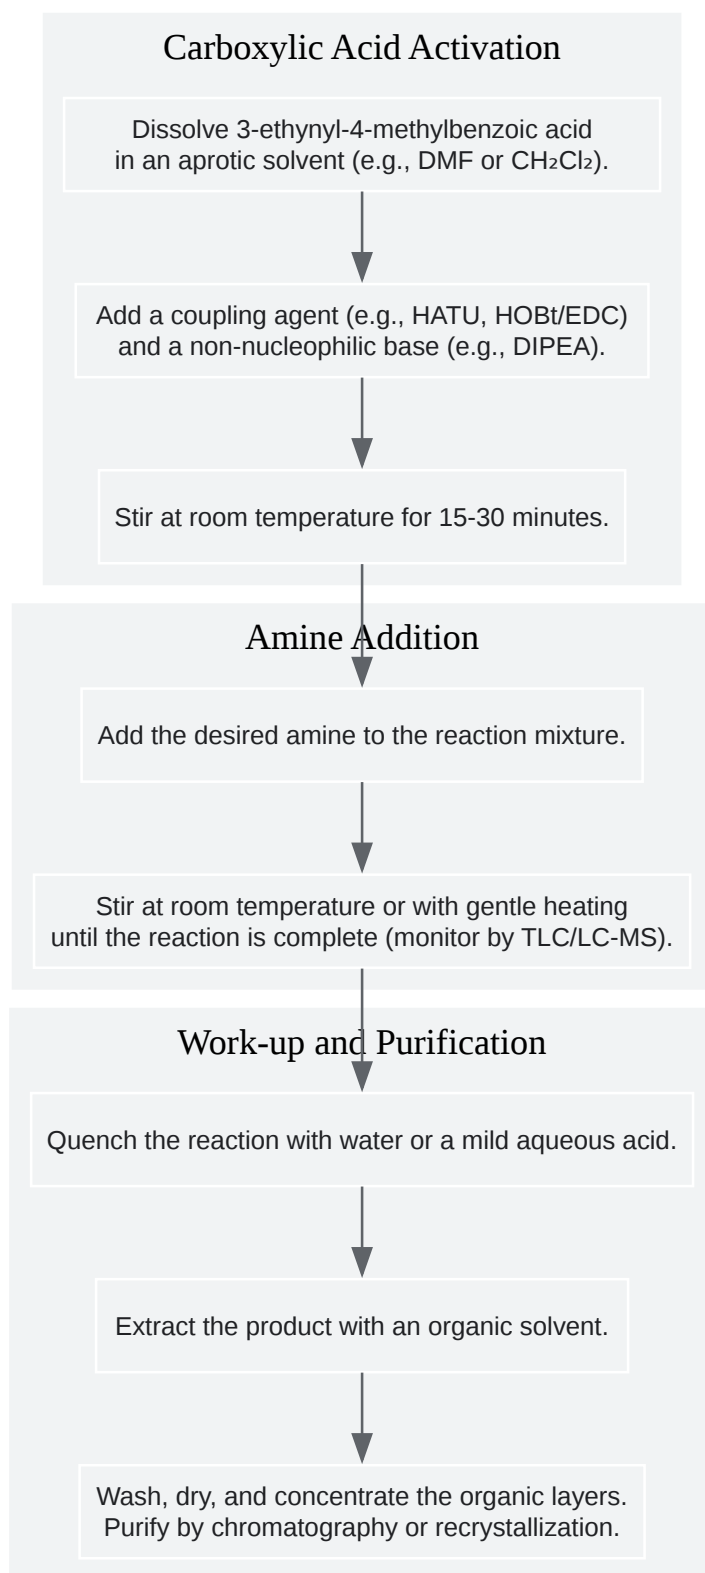 Carboxylic Acid Activation
Dissolve 3-ethynyl-4-methylbenzoic acid
in an aprotic solvent (e.g., DMF or CH₂Cl₂).
Add a coupling agent (e.g., HATU, HOBt/EDC)
and a non-nucleophilic base (e.g., DIPEA).
Stir at room temperature for 15-30 minutes.
Amine Addition
Add the desired amine to the reaction mixture.
Stir at room temperature or with gentle heating
until the reaction is complete (monitor by TLC/LC-MS).
Work-up and Purification
Quench the reaction with water or a mild aqueous acid.
Extract the product with an organic solvent.
Wash, dry, and concentrate the organic layers.
Purify by chromatography or recrystallization.